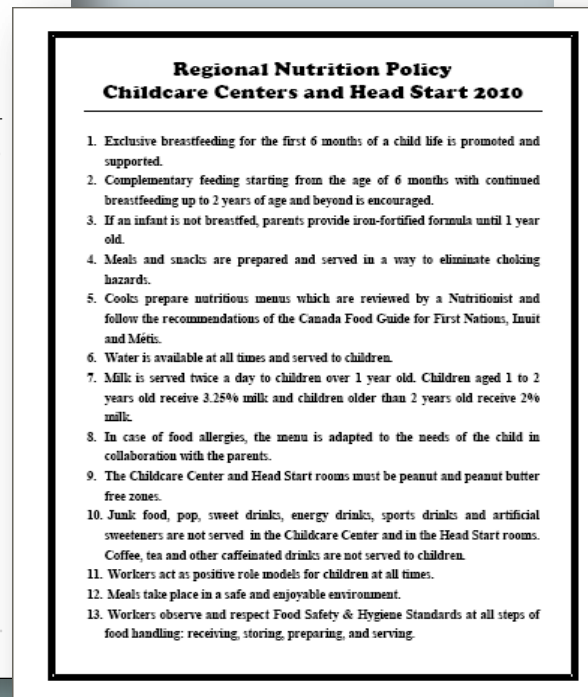 Regional Nutrition Policy
Childcare Centers and Head Start 2010
1. Exclusive breastfeeding for the first 6 months of a child life is promoted and
supported.
2. Complementary feeding starting from the age of 6 months with continued
breastfeeding up to 2 years of age and beyond is encouraged.
3. If an infant is not breastfed, parents provide iron-fortified formula until 1 year
old.
4. Meals and snacks are prepared and served in a way to eliminate choking
hazards.
5. Cooks prepare nutritious menus which are reviewed by a Nutritionist and
follow the recommendations of the Canada Food Guide for First Nations, Inuit
and Métis.
6. Water is available at all times and served to children.
7. Milk is served twice a day to children over 1 year old. Children aged 1 to 2
years old receive 3.25% milk and children older than 2 years old receive 2%
milk.
8. In case of food allergies, the menu is adapted to the needs of the child in
collaboration with the parents.
9. The Childcare Center and Head Start rooms must be peanut and peanut butter
free zones.
10. Junk food, pop, sweet drinks, energy drinks, sports drinks and artificial
sweeteners are not served in the Childcare Center and in the Head Start rooms.
Coffee, tea and other caffeinated drinks are not served to children.
11. Workers act as positive role models for children at all times.
12. Meals take place in a safe and enjoyable environment.
13. Workers observe and respect Food Safety & Hygiene Standards at all steps of
food handling: receiving, storing, preparing, and serving.